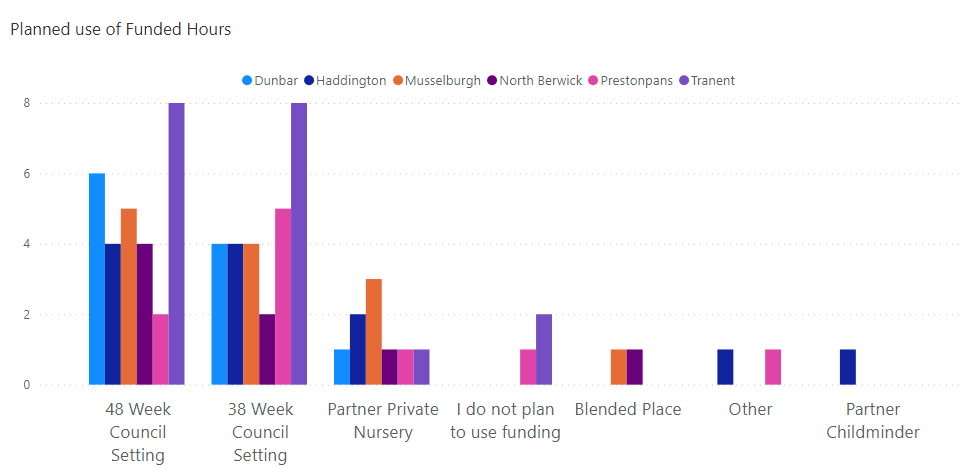 Planned use of Funded Hours
Dunbar Haddington Musselburgh North Berwick Prestonpans Tranent
8
6
4
2
0
48 Week Council Setting
38 Week Council Setting
Partner Private Nursery
I do not plan to use funding
Blended Place
Other
Partner Childminder